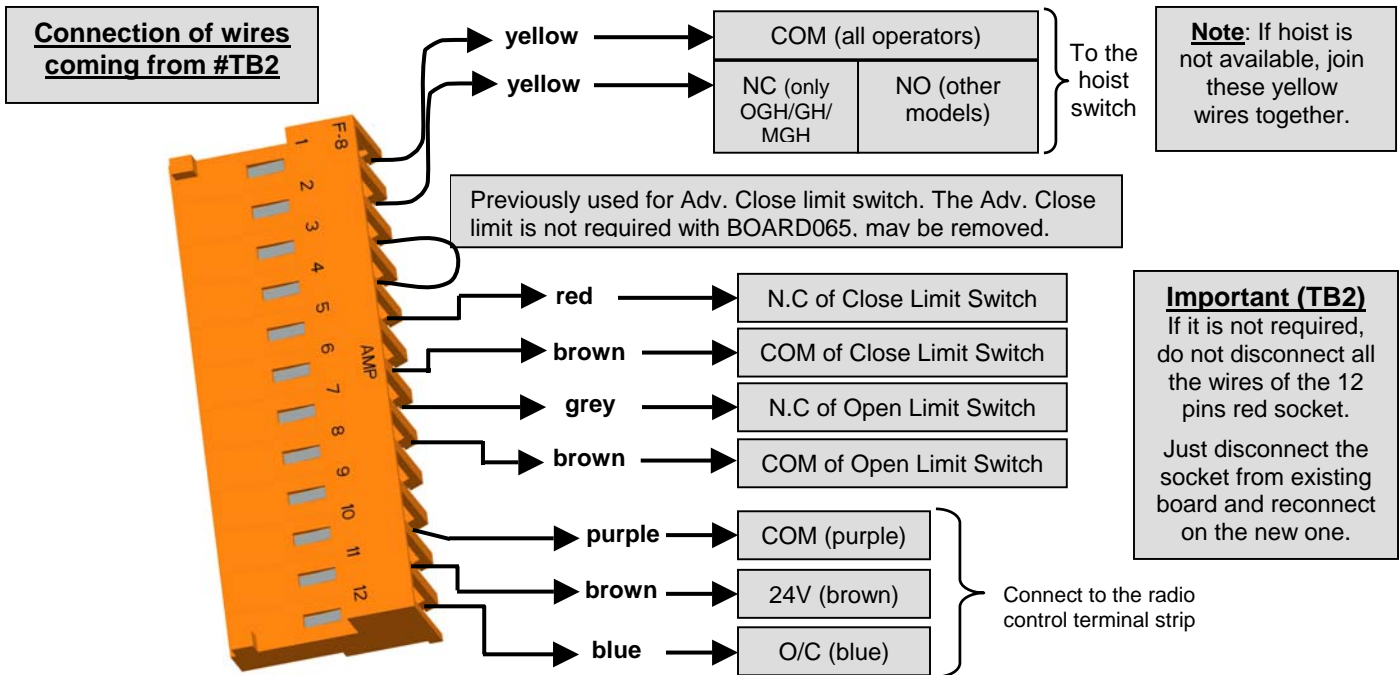 Connection of wires
coming from #TB2
yellow
COM (all operators)
yellow
NC (only
OGH/GH/
MGH
NO (other
models)
To the
hoist
switch
Note: If hoist is
not available, join
these yellow
wires together.
F-8
1
2
3
4
5
6
7
8
9
10
11
12
AMP
Previously used for Adv. Close limit switch. The Adv. Close
limit is not required with BOARD065, may be removed.
red
N.C of Close Limit Switch
brown
COM of Close Limit Switch
grey
N.C of Open Limit Switch
brown
COM of Open Limit Switch
Important (TB2)
If it is not required,
do not disconnect all
the wires of the 12
pins red socket.
Just disconnect the
socket from existing
board and reconnect
on the new one.
purple
COM (purple)
brown
24V (brown)
blue
O/C (blue)
Connect to the radio
control terminal strip